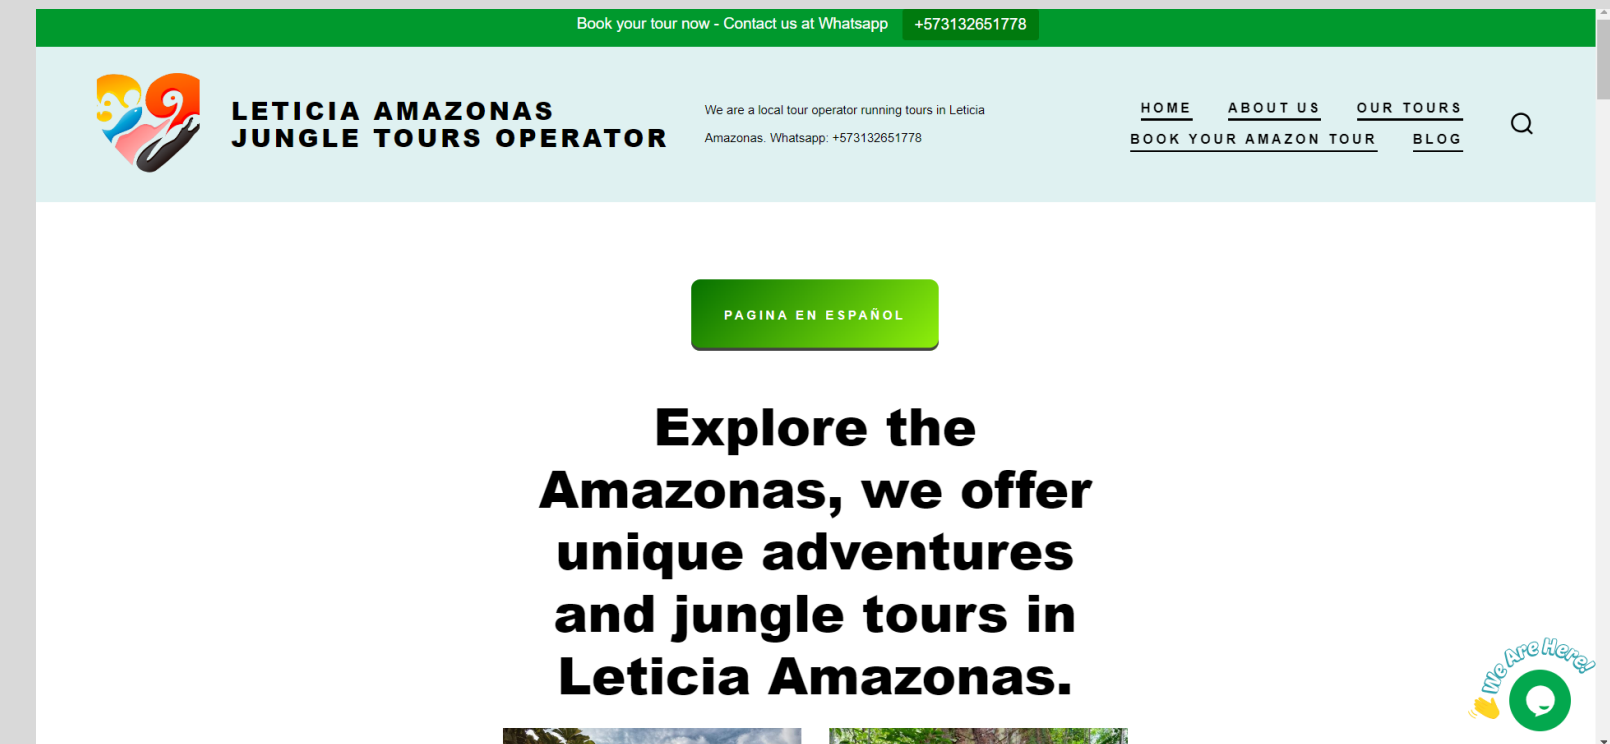 Book your tour now - Contact us at Whatsapp +573132651778
LETICIA AMAZONAS
JUNGLE TOURS OPERATOR
We are a local tour operator running tours in Leticia
Amazonas. Whatsapp: +573132651778
HOME ABOUT US OUR TOURS
BOOK YOUR AMAZON TOUR BLOG
PAGINA EN ESPAÑOL
Explore the
Amazonas, we offer
unique adventures
and jungle tours in
Leticia Amazonas.
We Are Here!